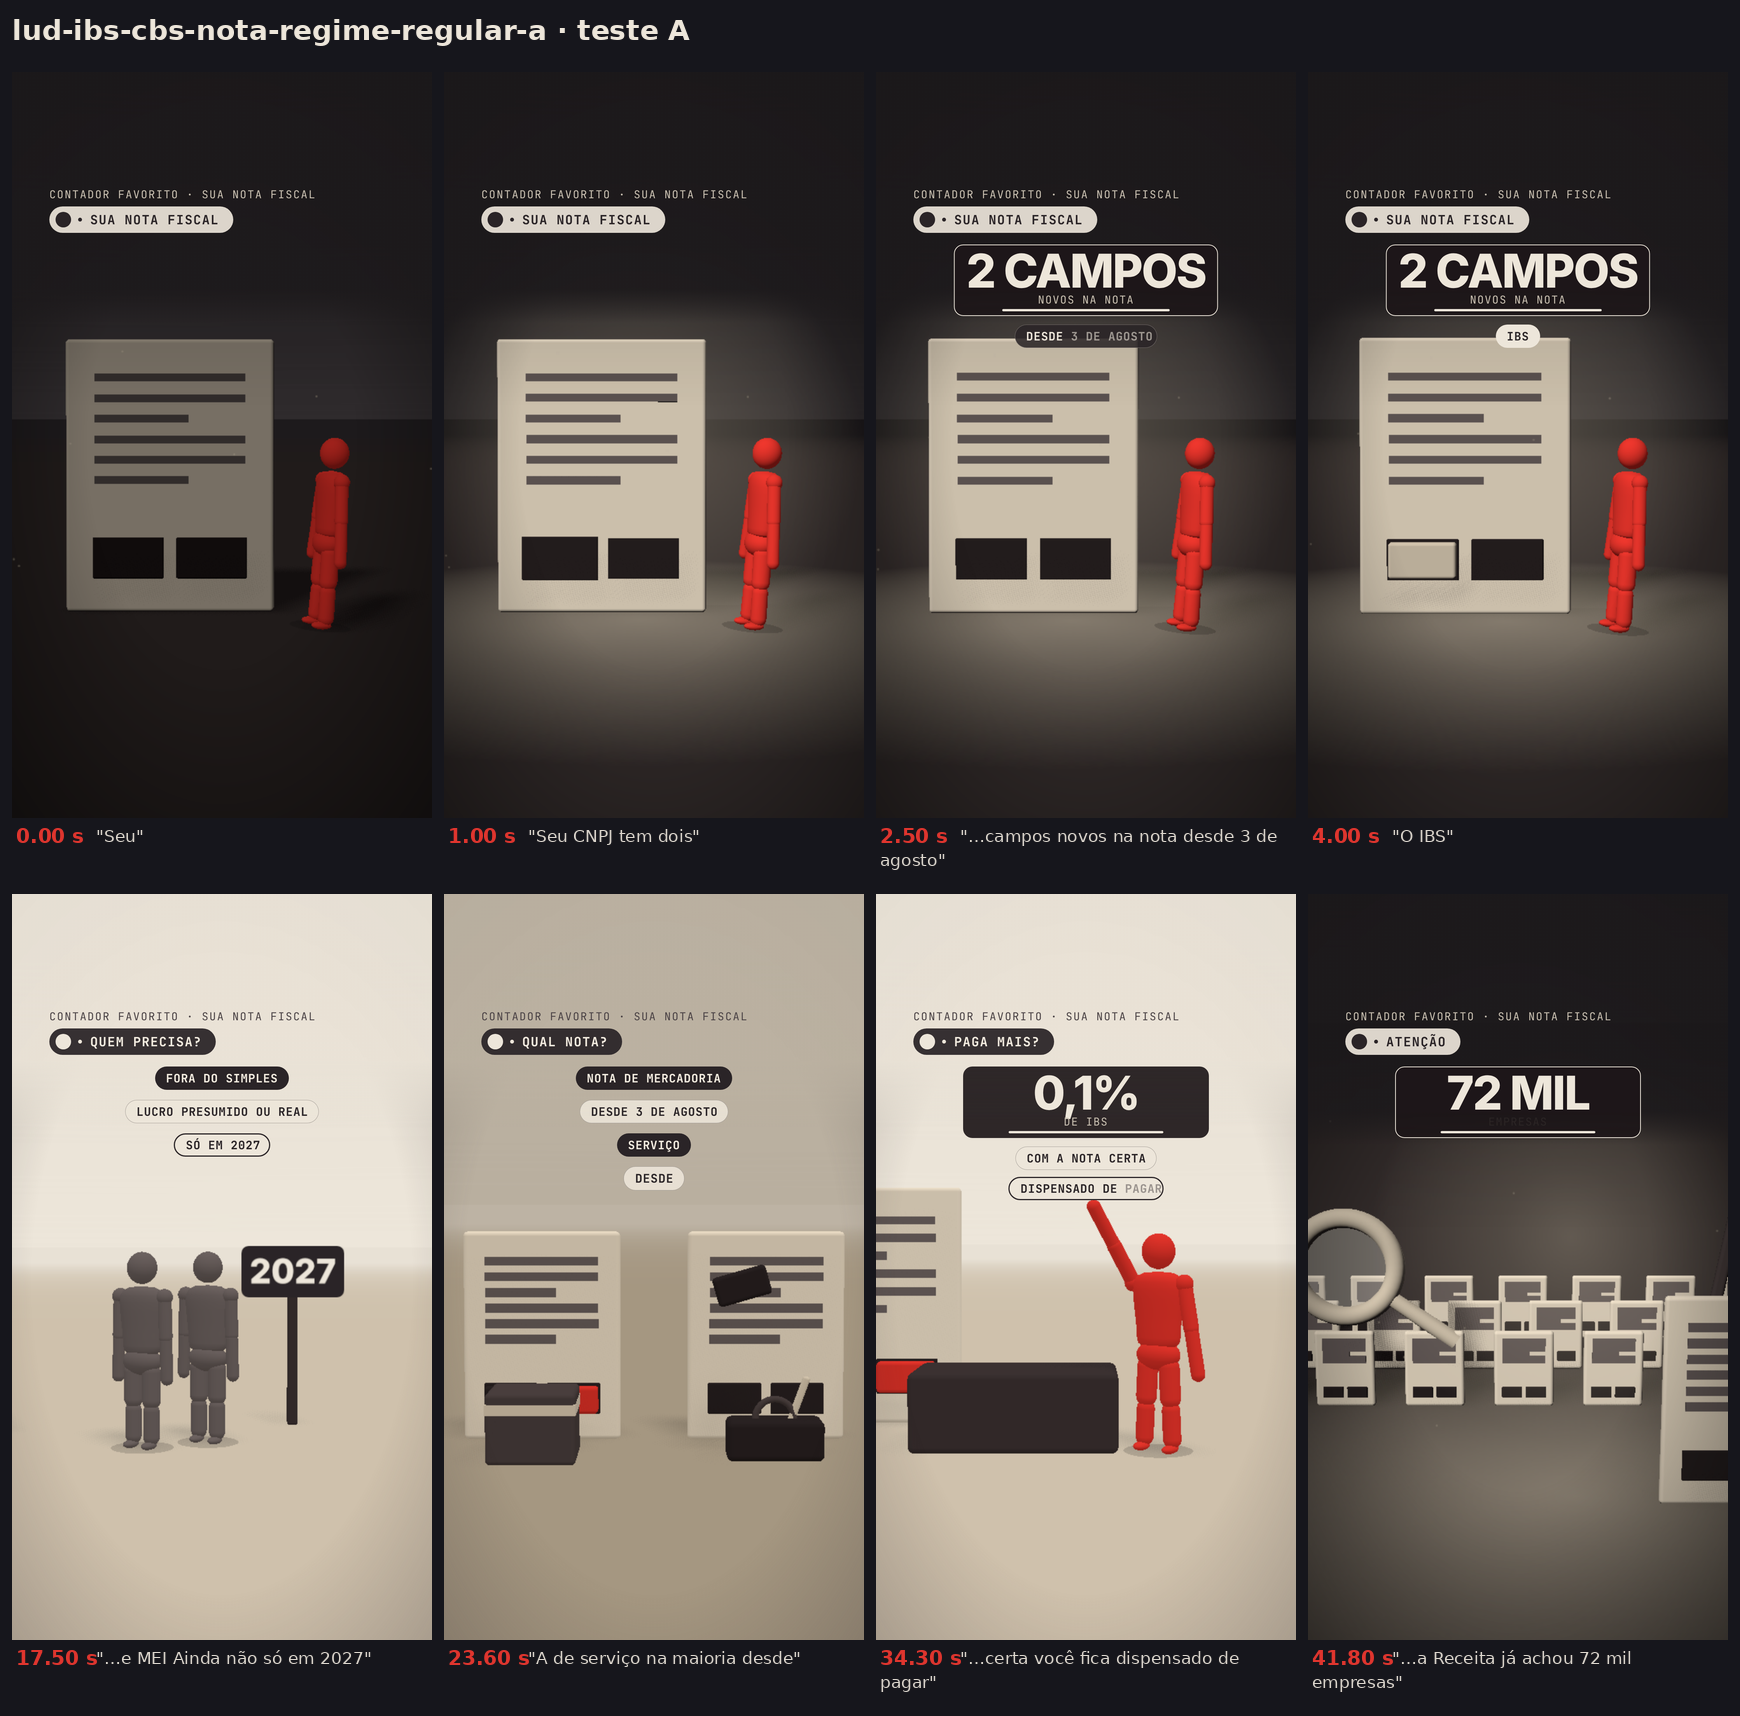 lud-ibs-cbs-nota-regime-regular-a · teste A
CONTADOR FAVORITO · SUA NOTA FISCAL
• SUA NOTA FISCAL
0.00 s "Seu"
CONTADOR FAVORITO · SUA NOTA FISCAL
• SUA NOTA FISCAL
1.00 s "Seu CNPJ tem dois"
CONTADOR FAVORITO · SUA NOTA FISCAL
• SUA NOTA FISCAL
2 CAMPOS
NOVOS NA NOTA
DESDE 3 DE AGOSTO
2.50 s "...campos novos na nota desde 3 de
agosto"
CONTADOR FAVORITO · SUA NOTA FISCAL
• SUA NOTA FISCAL
2 CAMPOS
NOVOS NA NOTA
IBS
4.00 s "O IBS"
CONTADOR FAVORITO · SUA NOTA FISCAL
• QUEM PRECISA?
FORA DO SIMPLES
LUCRO PRESUMIDO OU REAL
SÓ EM 2027
2027
17.50 s "...e MEI Ainda não só em 2027"
CONTADOR FAVORITO · SUA NOTA FISCAL
• QUAL NOTA?
NOTA DE MERCADORIA
DESDE 3 DE AGOSTO
SERVIÇO
DESDE
23.60 s "A de serviço na maioria desde"
CONTADOR FAVORITO · SUA NOTA FISCAL
• PAGA MAIS?
0,1%
DE IBS
COM A NOTA CERTA
DISPENSADO DE PAGAR
34.30 s "...certa você fica dispensado de
pagar"
CONTADOR FAVORITO · SUA NOTA FISCAL
• ATENÇÃO
72 MIL
EMPRESAS
41.80 s "...a Receita já achou 72 mil
empresas"